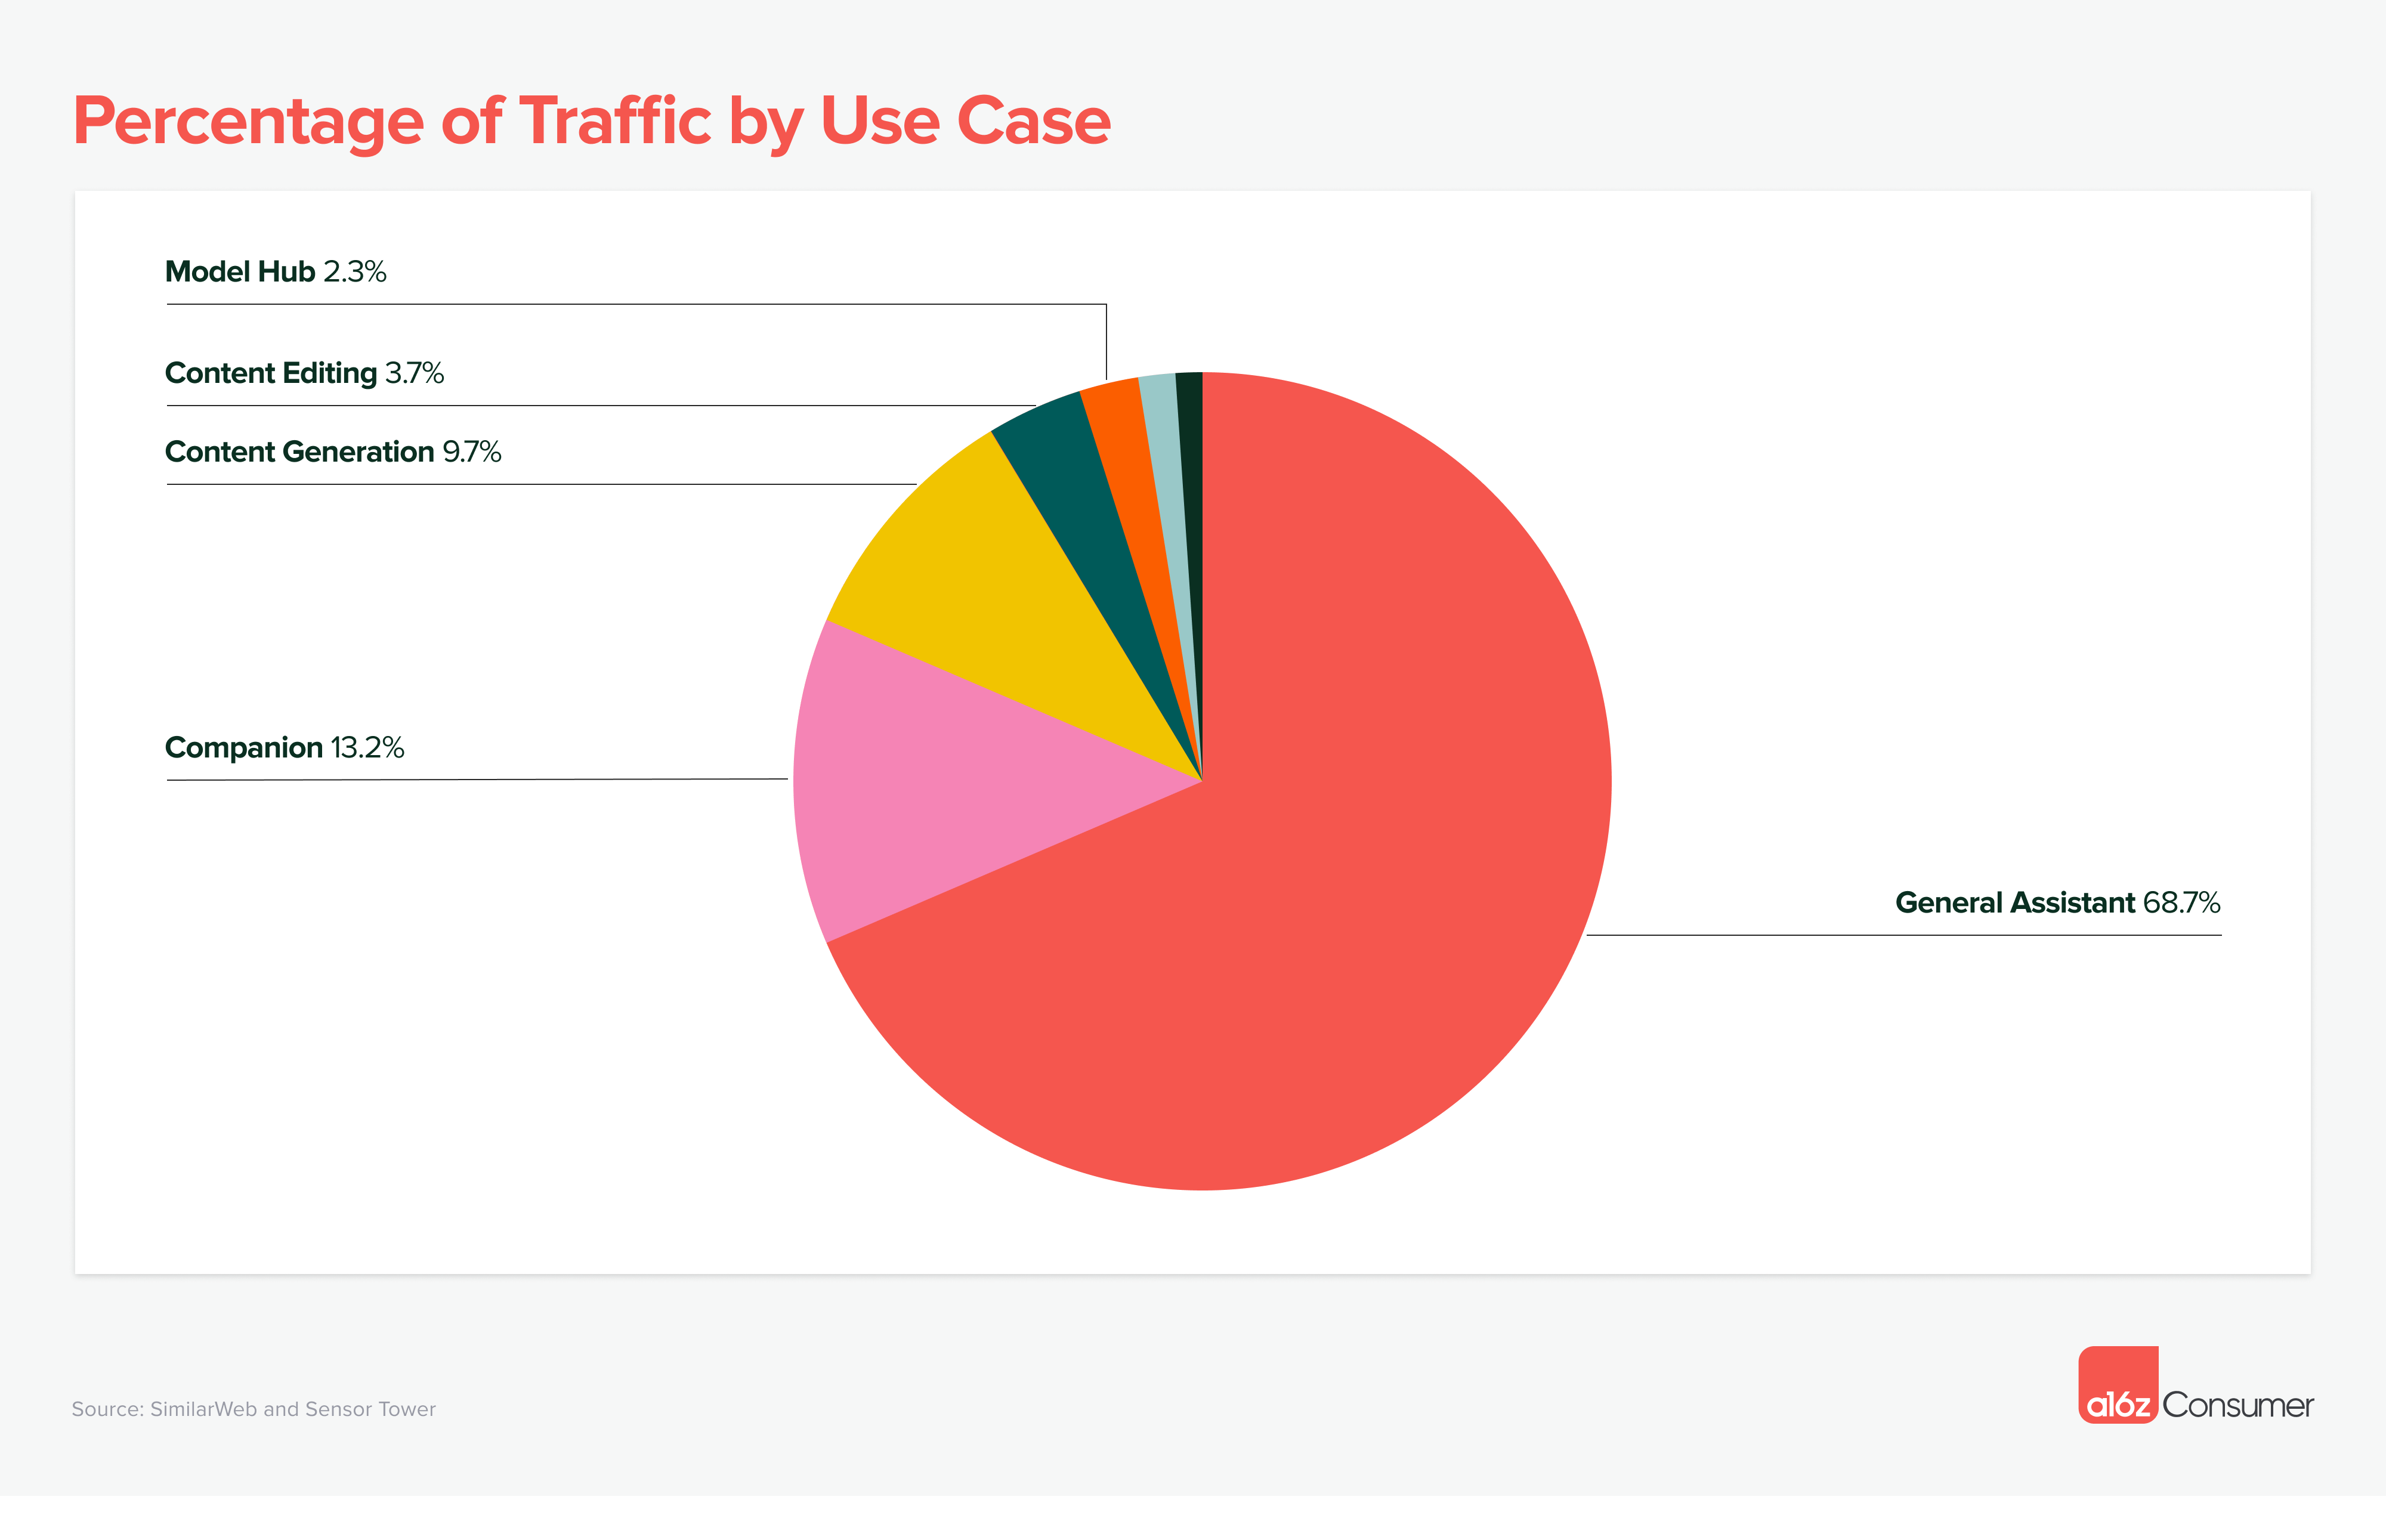 Percentage of Traffic by Use Case
Model Hub 2.3%
Content Editing 3.7%
Content Generation 9.7%
Companion 13.2%
General Assistant 68.7%
Source: SimilarWeb and Sensor Tower
a16z Consumer